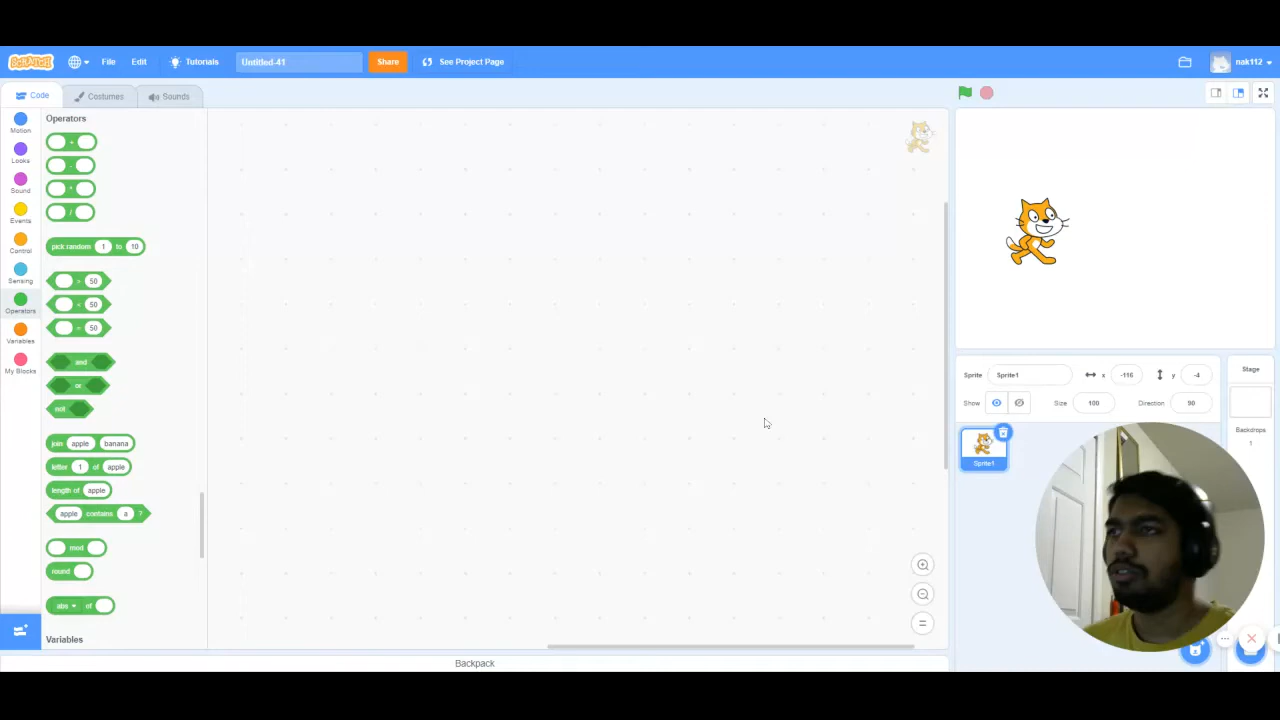 SCRATCH File Edit Tutorials Untitled-41 Share See Project Page nak112
Code Costumes Sounds
Motion
Looks
Sound
Events
Control
Sensing
Operators
Variables
My Blocks
Operators
+
-
*
/
pick random 1 to 10
> 50
< 50
= 50
and
or
not
join apple banana
letter 1 of apple
length of apple
apple contains a ?
mod
round
abs of
Variables
Backpack
Sprite Sprite1 x -116 y -4
Show Size 100 Direction 90
Sprite1
Stage
Backdrops
1